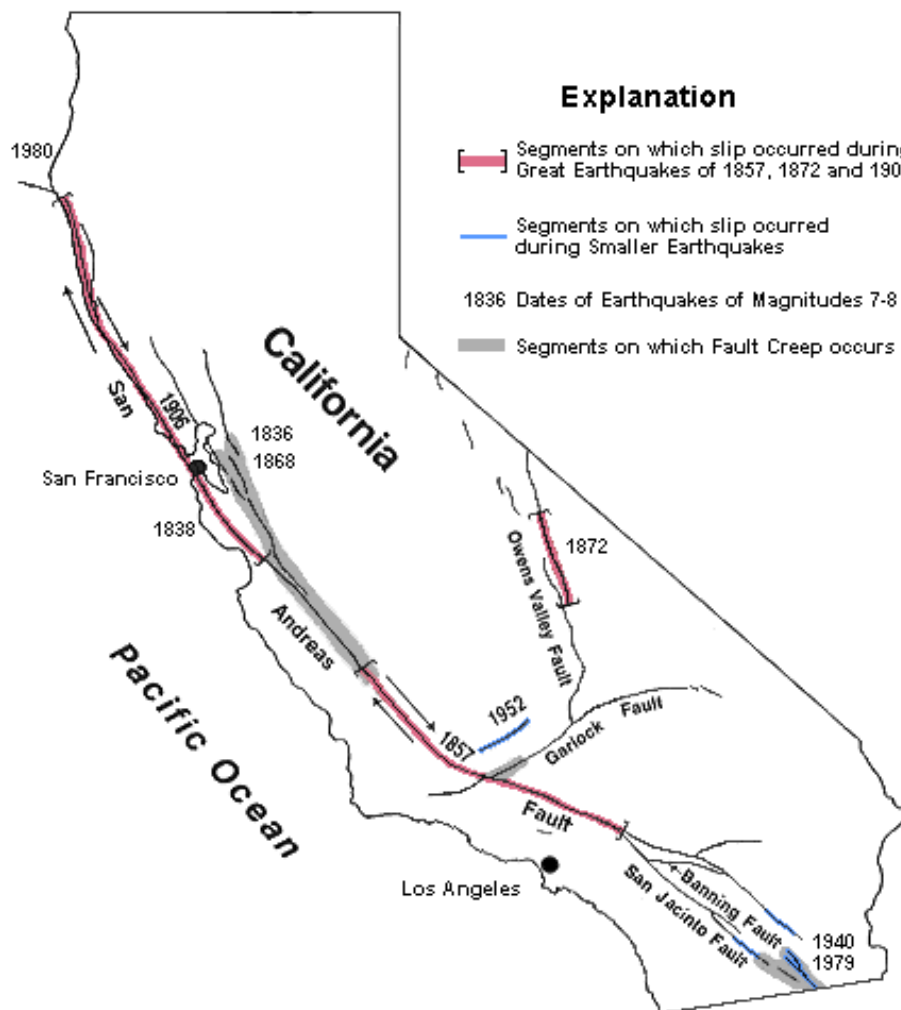 Explanation
Segments on which slip occurred during
Great Earthquakes of 1857, 1872 and 190
Segments on which slip ocurred
during Smaller Earthquakes
1836 Dates of Earthquakes of Magnitudes 7-8
Segments on which Fault Creep occurs
1980
California
San
1906
1836
1868
San Francisco
1838
1872
Owens Valley Fault
Andreas
Pacific Ocean
1952
1857
Garlock Fault
Fault
Los Angeles
Banning Fault
San Jacinto Fault
1940
1979